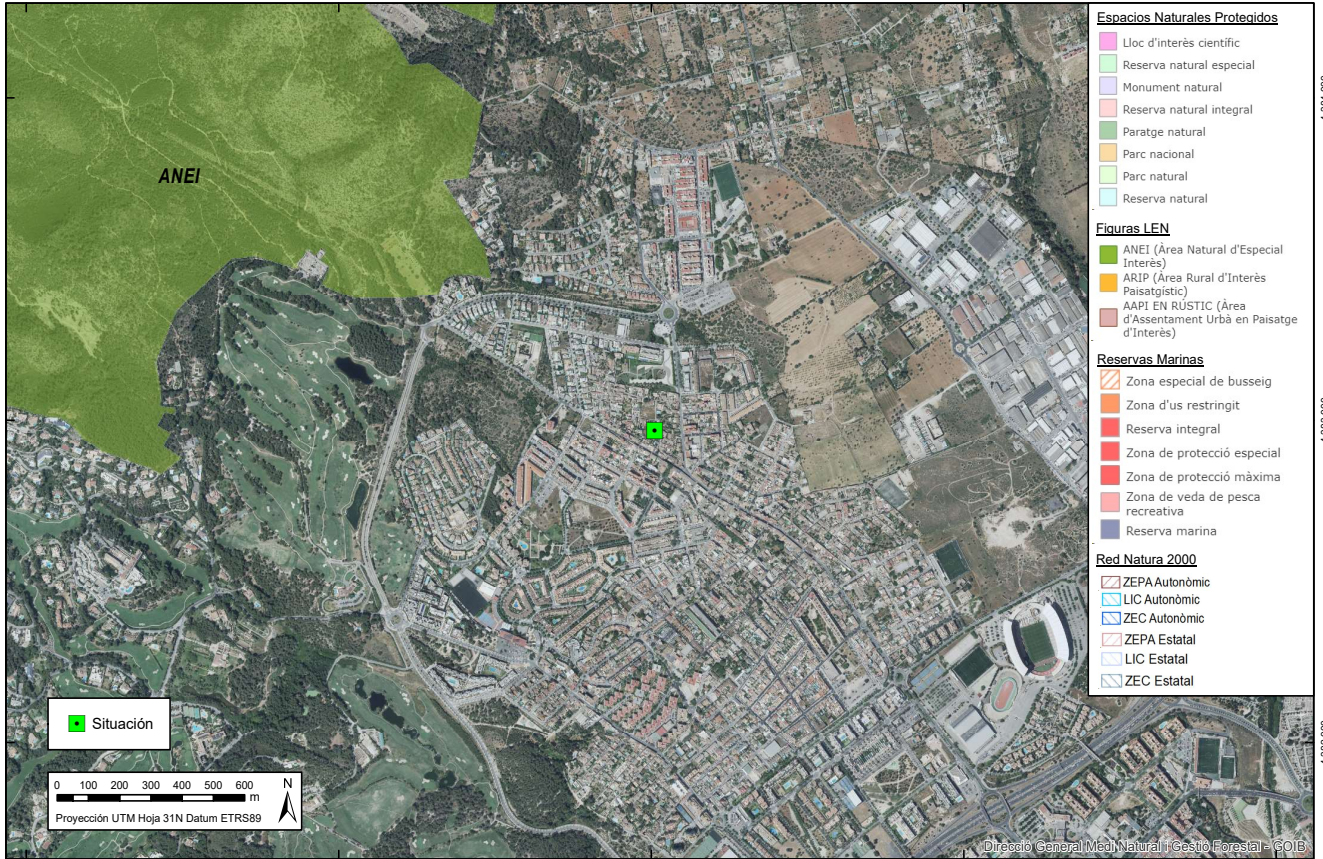 ANEI
Situación
0 100 200 300 400 500 600
m
N
Proyección UTM Hoja 31N Datum ETRS89
Espacios Naturales Protegidos
Lloc d'interès científic
Reserva natural especial
Monument natural
Reserva natural integral
Paratge natural
Parc nacional
Parc natural
Reserva natural
Figuras LEN
ANEI (Àrea Natural d'Especial
Interès)
ARIP (Àrea Rural d'Interès
Paisatgístic)
AAPI EN RÚSTIC (Àrea
d'Assentament Urbà en Paisatge
d'Interès)
Reservas Marinas
Zona especial de busseig
Zona d'us restringit
Reserva integral
Zona de protecció especial
Zona de protecció màxima
Zona de veda de pesca
recreativa
Reserva marina
Red Natura 2000
ZEPA Autonòmic
LIC Autonòmic
ZEC Autonòmic
ZEPA Estatal
LIC Estatal
ZEC Estatal
Direcció General Medi Natural i Gestió Forestal - GOIB